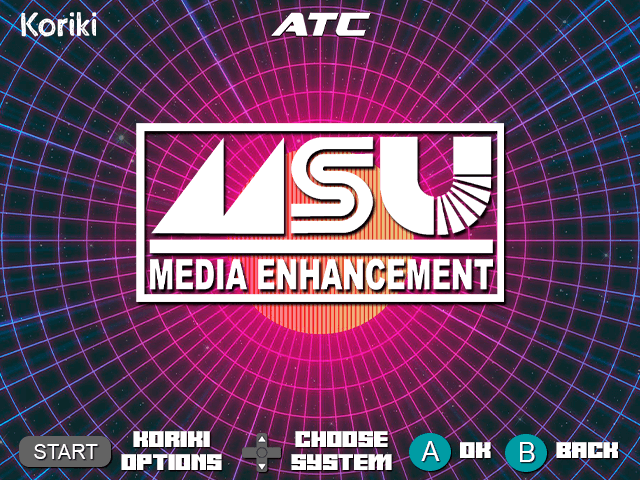 Koriki
ATC
MSU
MEDIA ENHANCEMENT
START
KORIKI
OPTIONS
CHOOSE
SYSTEM
A
OK
B
BACK